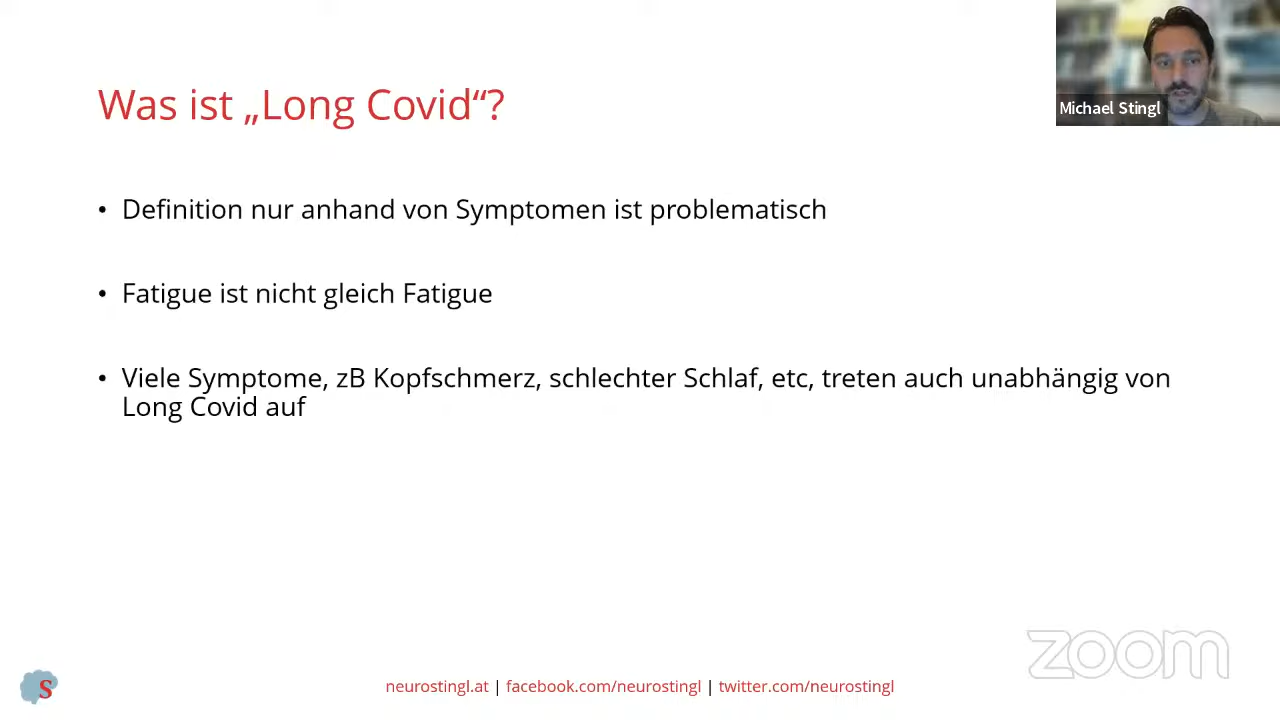 Was ist „Long Covid“?
Michael Stingl
• Definition nur anhand von Symptomen ist problematisch
• Fatigue ist nicht gleich Fatigue
• Viele Symptome, zB Kopfschmerz, schlechter Schlaf, etc, treten auch unabhängig von
Long Covid auf
zoom
S
neurostingl.at | facebook.com/neurostingl | twitter.com/neurostingl